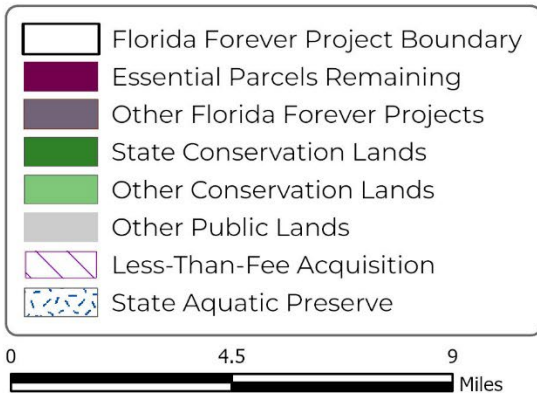 Florida Forever Project Boundary
Essential Parcels Remaining
Other Florida Forever Projects
State Conservation Lands
Other Conservation Lands
Other Public Lands
Less-Than-Fee Acquisition
State Aquatic Preserve
0 4.5 9
Miles